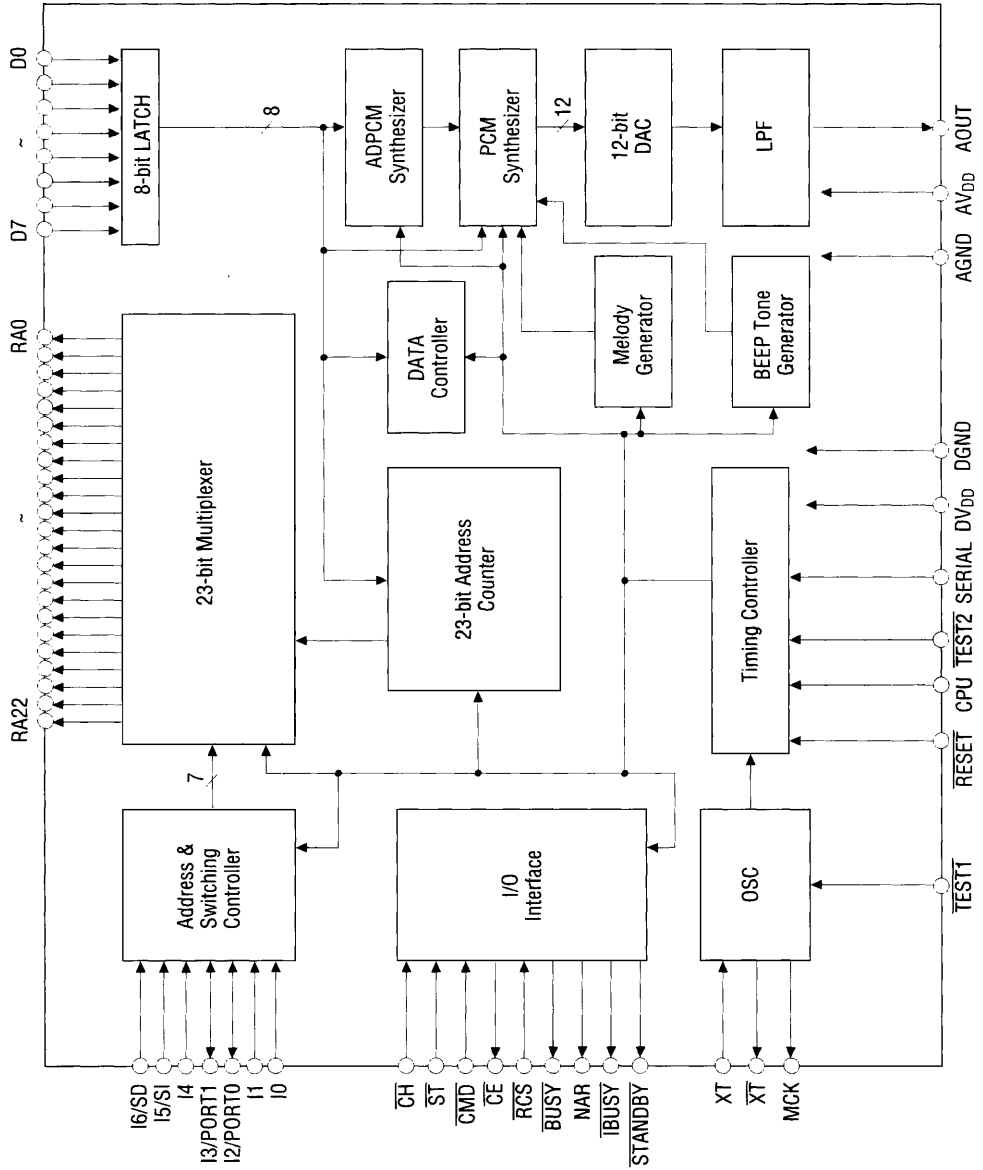 D0
~
D7
RA0
~
RA22
8-bit LATCH
8
ADPCM
Synthesizer
PCM
Synthesizer
12
12-bit
DAC
LPF
AOUT
AVDD
AGND
23-bit Multiplexer
DATA
Controller
Melody
Generator
BEEP Tone
Generator
23-bit Address
Counter
Timing Controller
DGND
DVDD
SERIAL
TEST2
CPU
RESET
7
Address &
Switching
Controller
I/O
Interface
OSC
TEST1
I6/SD
I5/SI
I4
I3/PORT1
I2/PORT0
I1
I0
CH
ST
CMD
CE
RCS
BUSY
NAR
IBUSY
STANDBY
XT
XT
MCK